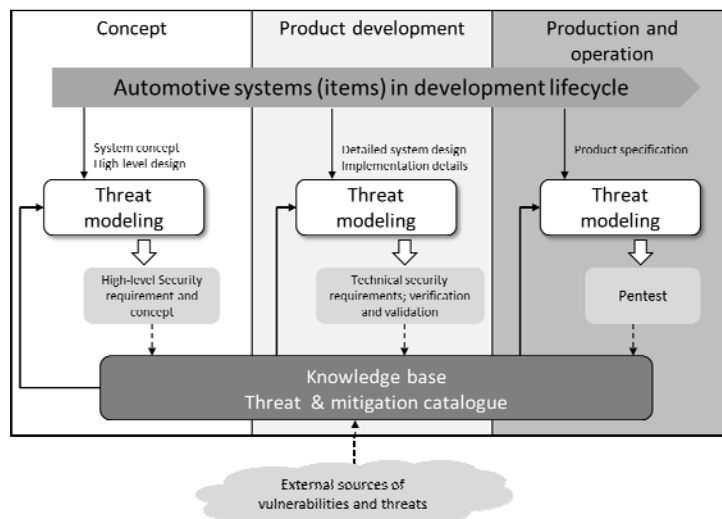 Concept
Product development
Production and
operation
Automotive systems (items) in development lifecycle
System concept
High level design
Detailed system design
Implementation details
Product specification
Threat
modeling
Threat
modeling
Threat
modeling
High-level Security
requirement and
concept
Technical security
requirements; verification
and validation
Pentest
Knowledge base
Threat & mitigation catalogue
External sources of
vulnerabilities and threats